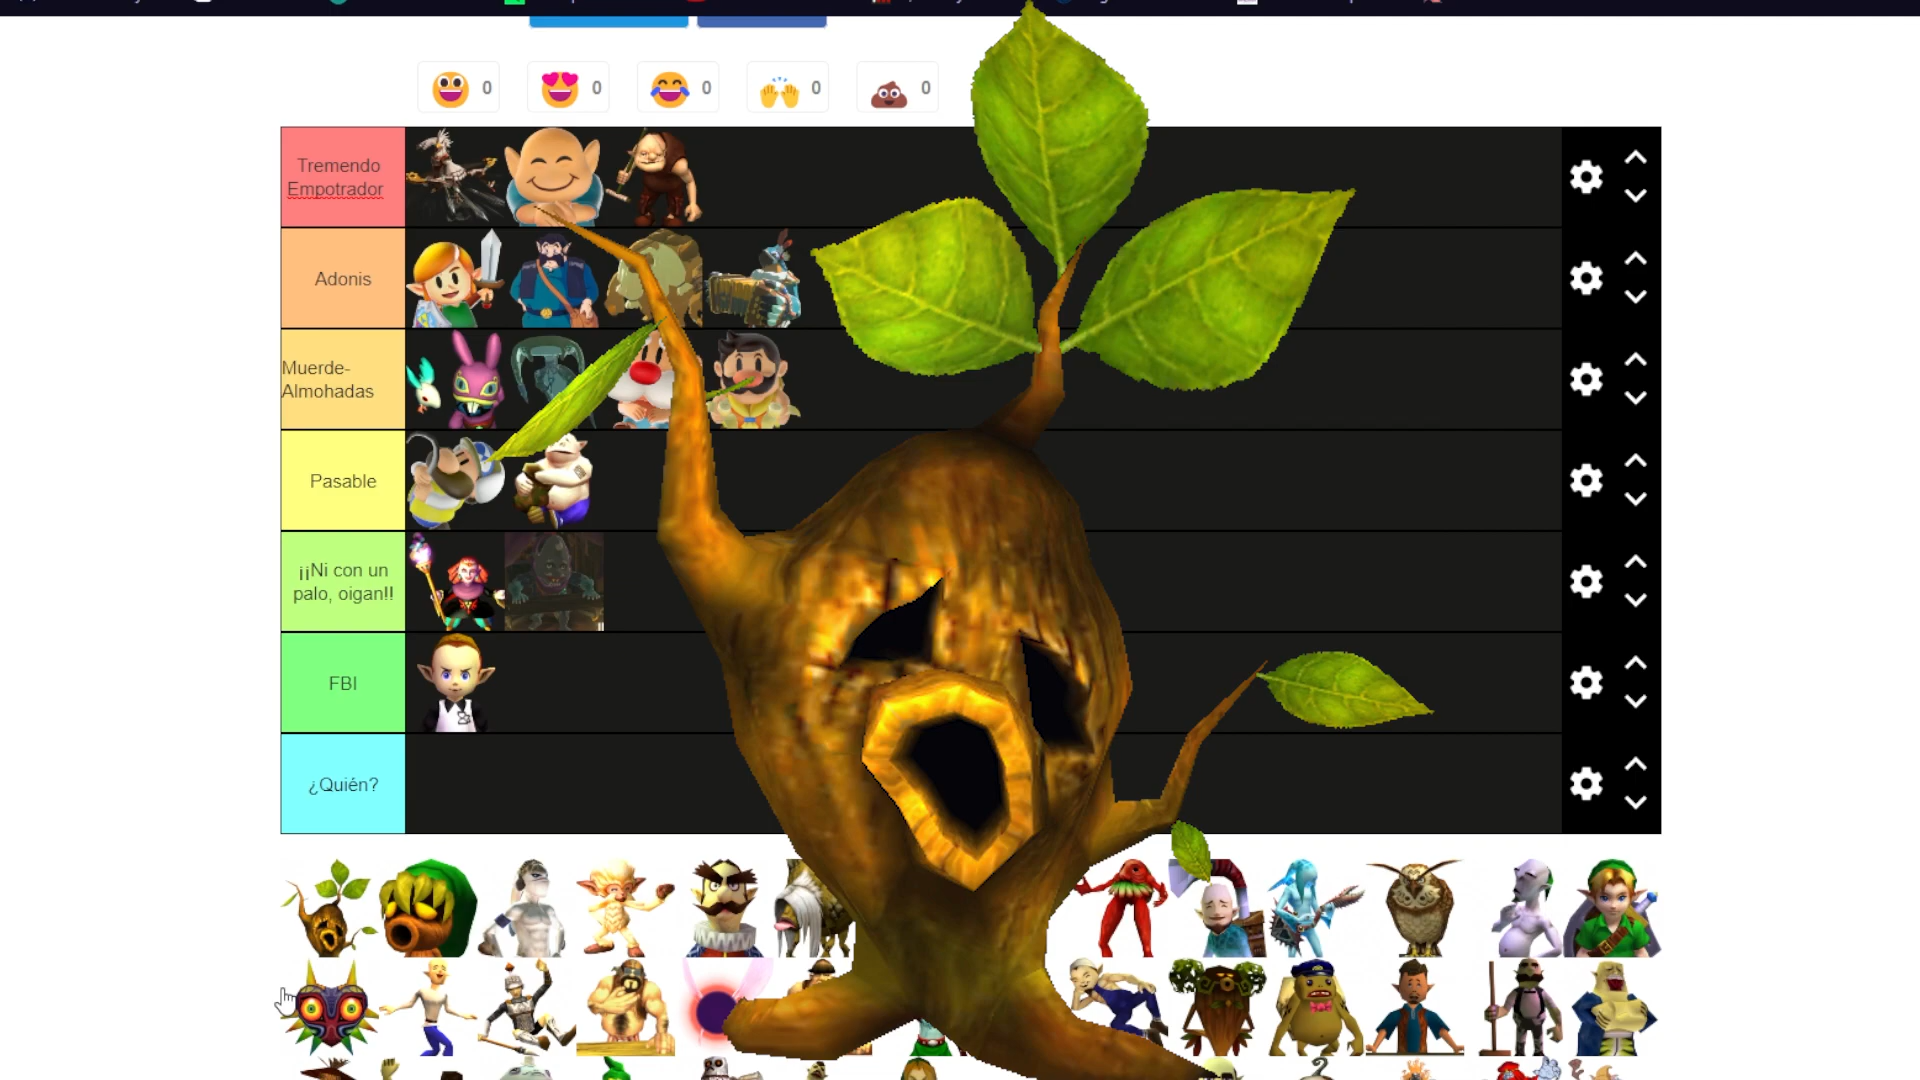 0 0 0 0 0
Tremendo
Empotrador
Adonis
Muerde-
Almohadas
Pasable
¡¡Ni con un
palo, oigan!!
FBI
¿Quién?